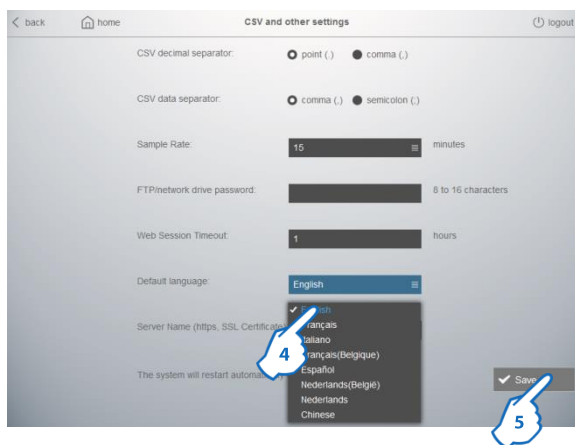 back home CSV and other settings logout
CSV decimal separator: point (.) comma (,)
CSV data separator: comma (,) semicolon (;)
Sample Rate: 15 minutes
FTP/network drive password: 8 to 16 characters
Web Session Timeout: 1 hours
Default language: English
English
Server Name (https, SSL Certificate
Français
Italiano
4
Français(Belgique)
The system will restart
Español
Save
Nederlands(België)
Nederlands
5
Chinese